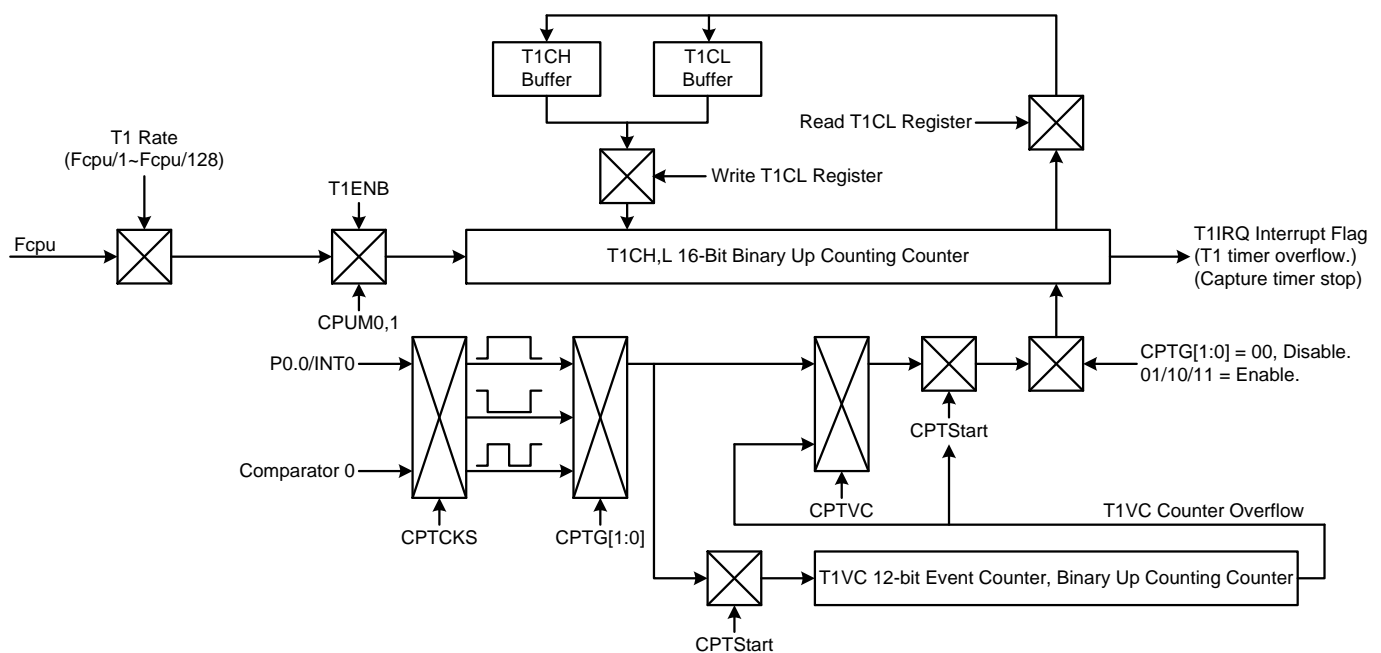 T1CH
Buffer
T1CL
Buffer
Read T1CL Register
T1 Rate
(Fcpu/1~Fcpu/128)
Write T1CL Register
T1ENB
Fcpu
T1CH,L 16-Bit Binary Up Counting Counter
T1IRQ Interrupt Flag
(T1 timer overflow.)
(Capture timer stop)
CPUM0,1
P0.0/INT0
CPTG[1:0] = 00, Disable.
01/10/11 = Enable.
CPTStart
Comparator 0
CPTCKS
CPTG[1:0]
CPTVC
T1VC Counter Overflow
T1VC 12-bit Event Counter, Binary Up Counting Counter
CPTStart